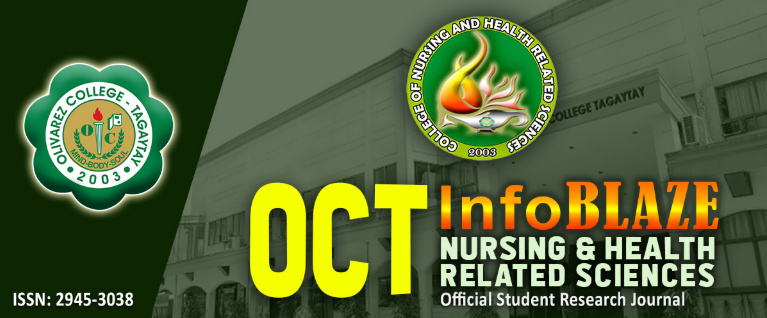 OLIVAREZ COLLEGE - TAGAYTAY
OC
MIND-BODY-SOUL
• 2003 •
ISSN: 2945-3038
COLLEGE OF NURSING AND HEALTH RELATED SCIENCES
2003
COLLEGE TAGAYTAY
OCT InfoBLAZE
NURSING & HEALTH
RELATED SCIENCES
Official Student Research Journal